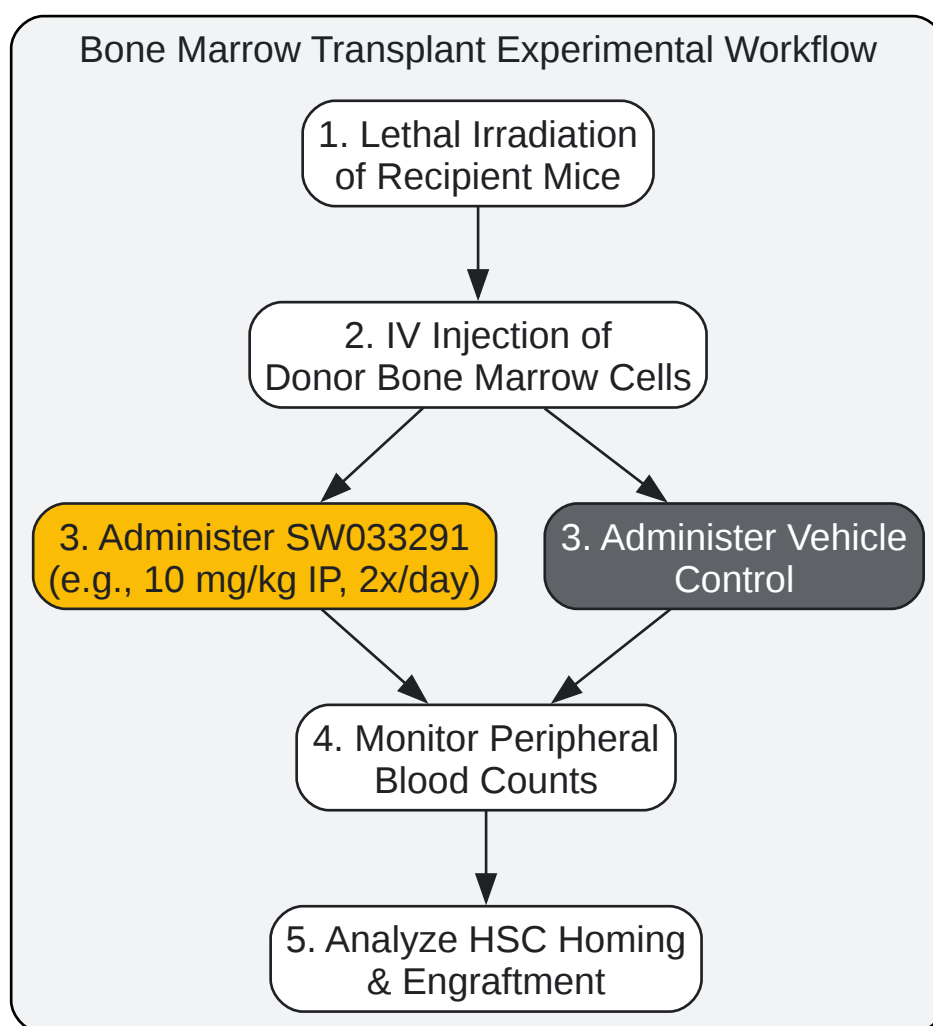 Bone Marrow Transplant Experimental Workflow
1. Lethal Irradiation
of Recipient Mice
2. IV Injection of
Donor Bone Marrow Cells
3. Administer SW033291
(e.g., 10 mg/kg IP, 2x/day)
3. Administer Vehicle
Control
4. Monitor Peripheral
Blood Counts
5. Analyze HSC Homing
& Engraftment